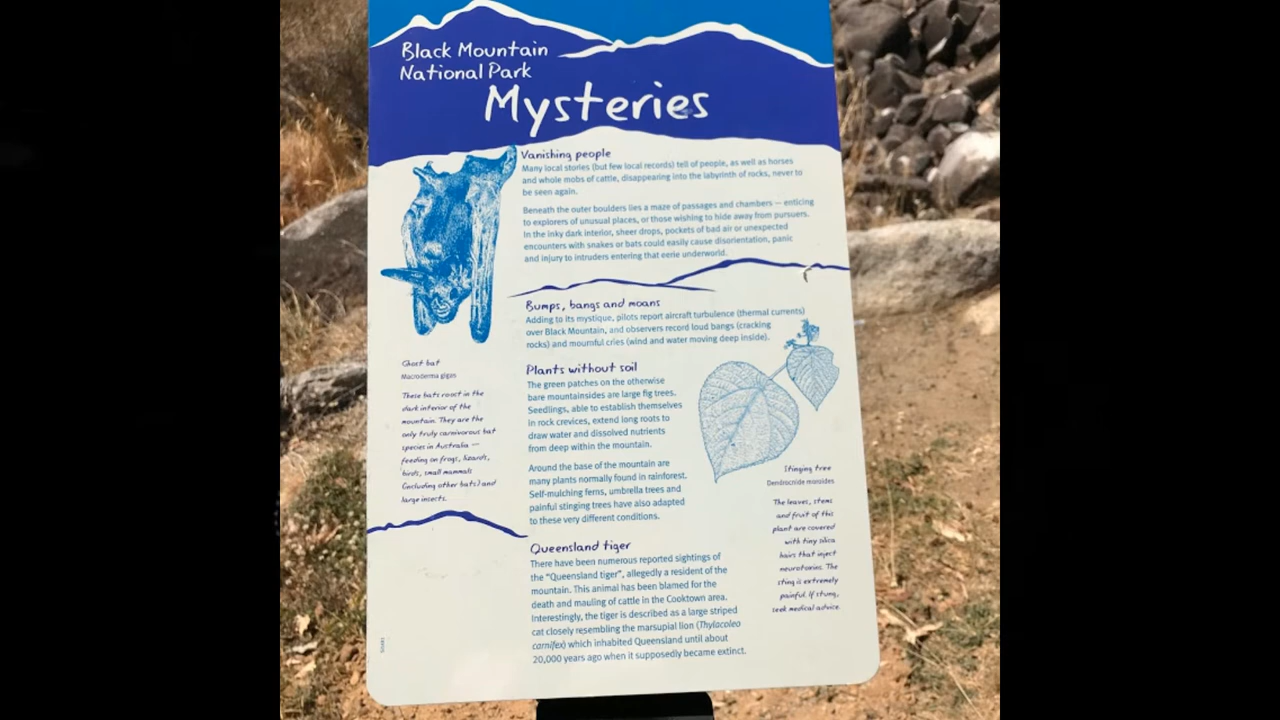 Black Mountain
National Park
Mysteries
Vanishing people
Many local stories (but few local records) tell of people, as well as horses
and whole mobs of cattle, disappearing into the labyrinth of rocks, never to
be seen again.
Beneath the outer boulders lies a maze of passages and chambers — enticing
to explorers of unusual places, or those wishing to hide away from pursuers.
In the inky dark interior, sheer drops, pockets of bad air or unexpected
encounters with snakes or bats could easily cause disorientation, panic
and injury to intruders entering that eerie underworld.
Bumps, bangs and moans
Adding to its mystique, pilots report aircraft turbulence (thermal currents)
over Black Mountain, and observers record loud bangs (cracking
rocks) and mournful cries (wind and water moving deep inside).
Ghost bat
Macroderma gigas
These bats roost in the
dark interior of the
mountain. They are the
only truly carnivorous bat
species in Australia —
feeding on frogs, lizards,
birds, small mammals
(including other bats) and
large insects.
Plants without soil
The green patches on the otherwise
bare mountainsides are large fig trees.
Seedlings, able to establish themselves
in rock crevices, extend long roots to
draw water and dissolved nutrients
from deep within the mountain.
Around the base of the mountain are
many plants normally found in rainforest.
Self-mulching ferns, umbrella trees and
painful stinging trees have also adapted
to these very different conditions.
Stinging tree
Dendrocnide moroides
The leaves, stems
and fruit of this
plant are covered
with tiny silica
hairs that inject
neurotoxins. The
sting is extremely
painful. If stung,
seek medical advice.
Queensland tiger
There have been numerous reported sightings of
the "Queensland tiger", allegedly a resident of the
mountain. This animal has been blamed for the
death and mauling of cattle in the Cooktown area.
Interestingly, the tiger is described as a large striped
cat closely resembling the marsupial lion (Thylacoleo
carnifex) which inhabited Queensland until about
20,000 years ago when it supposedly became extinct.